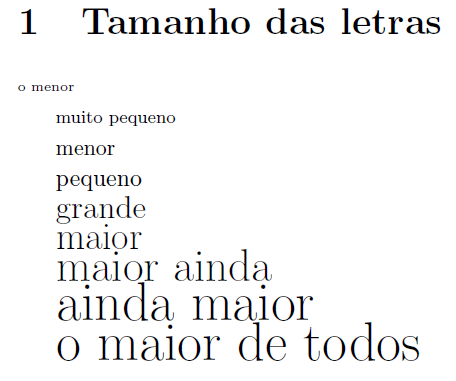 1 Tamanho das letras
o menor
muito pequeno
menor
pequeno
grande
maior
maior ainda
ainda maior
o maior de todos